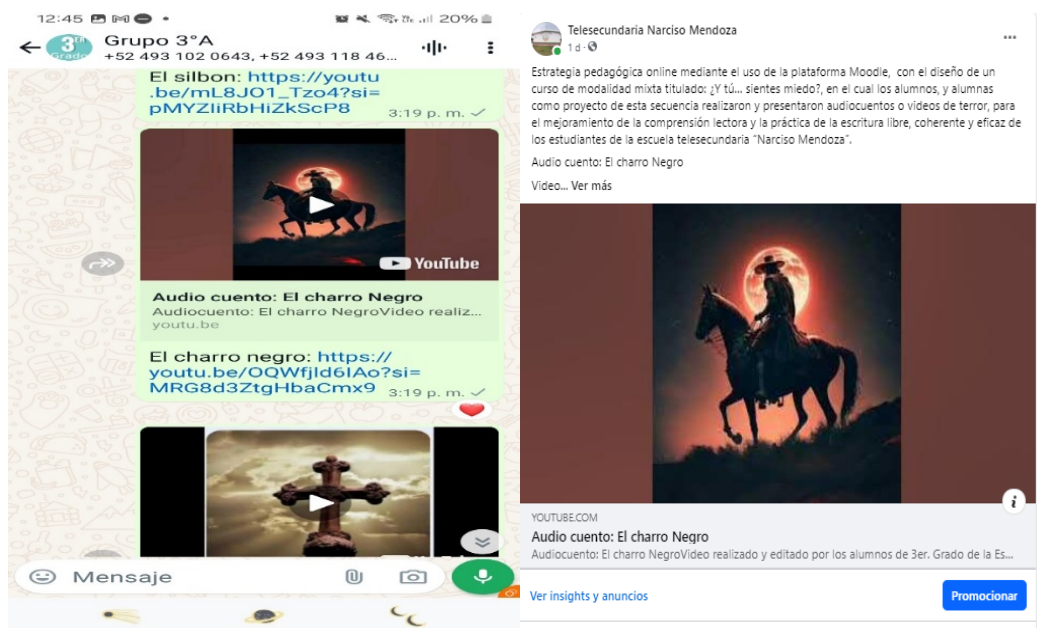 12:45
20%
3°
Grado
Grupo 3°A
+52 493 102 0643, +52 493 118 46...
El silbon: https://youtu
.be/mL8JO1_Tzo4?si=
pMYZIiRbHiZkScP8
3:19 p. m.
YouTube
Audio cuento: El charro Negro
Audiocuento: El charro NegroVideo realiz...
youtu.be
El charro negro: https://
youtu.be/OQWfjId6IAo?si=
MRG8d3ZtgHbaCmx9
3:19 p. m.
Mensaje
Telesecundaria Narciso Mendoza
1 d ·
Estrategia pedagógica online mediante el uso de la plataforma Moodle, con el diseño de un
curso de modalidad mixta titulado: ¿Y tú... sientes miedo?, en el cual los alumnos, y alumnas
como proyecto de esta secuencia realizaron y presentaron audiocuentos o videos de terror, para
el mejoramiento de la comprensión lectora y la práctica de la escritura libre, coherente y eficaz de
los estudiantes de la escuela telesecundaria "Narciso Mendoza".
Audio cuento: El charro Negro
Video... Ver más
YOUTUBE.COM
Audio cuento: El charro Negro
Audiocuento: El charro NegroVideo realizado y editado por los alumnos de 3er. Grado de la Es...
Ver insights y anuncios
Promocionar